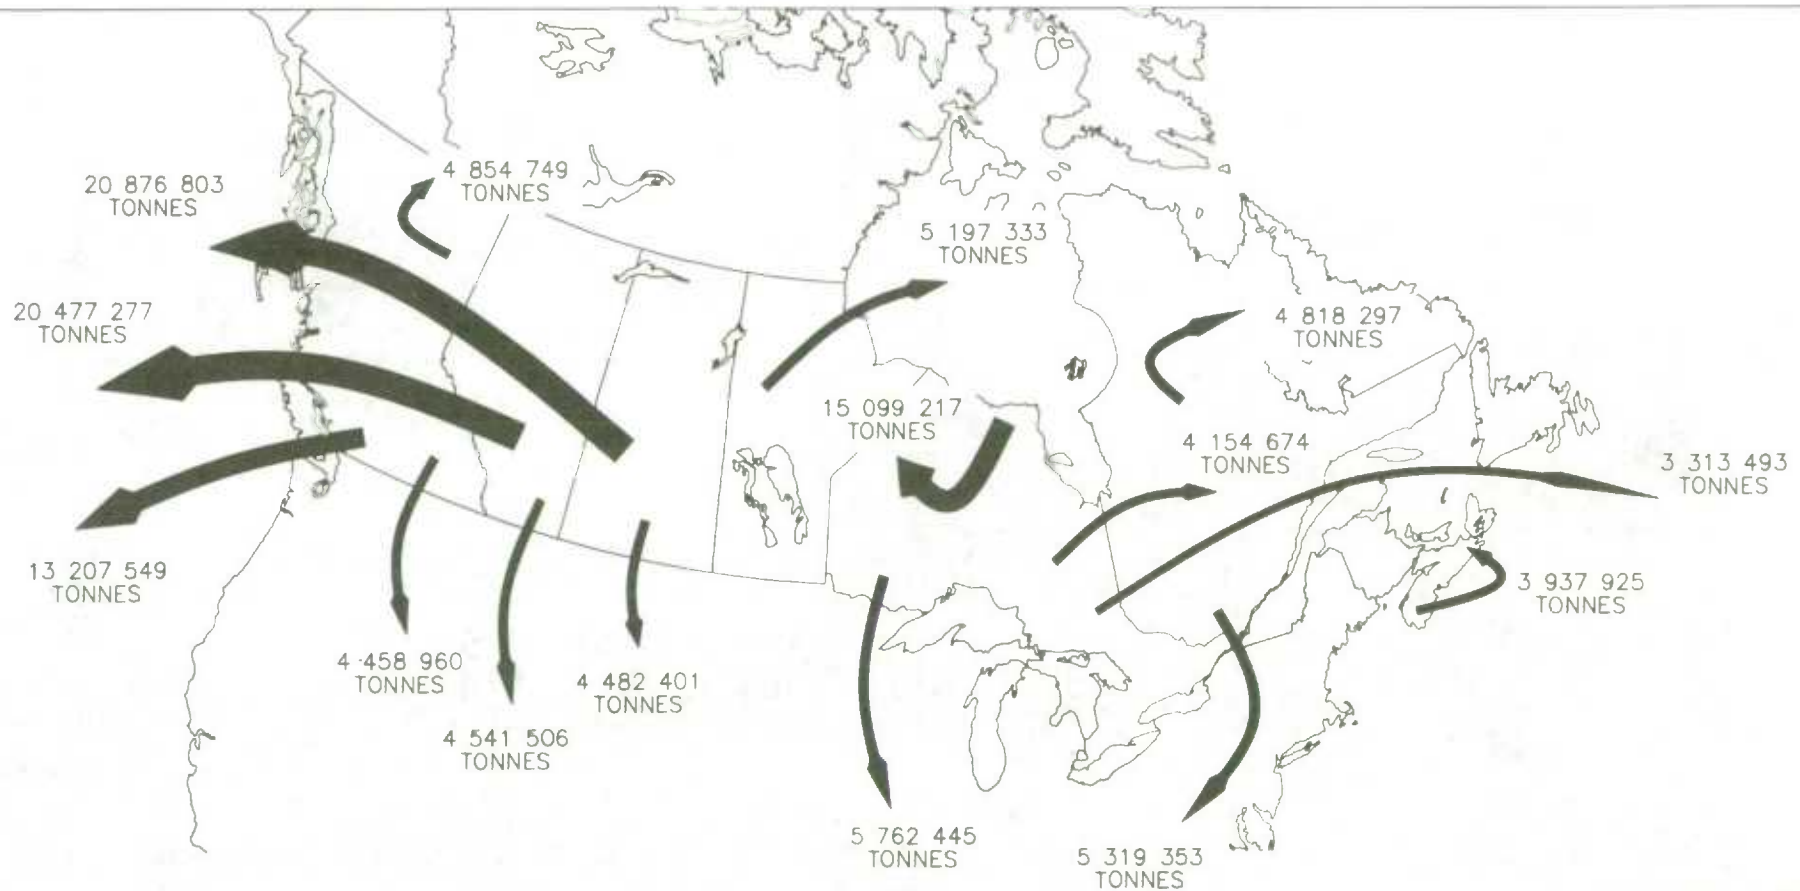 4 854 749
TONNES
20 876 803
TONNES
5 197 333
TONNES
20 477 277
TONNES
4 818 297
TONNES
15 099 217
TONNES
4 154 674
TONNES
3 313 493
TONNES
13 207 549
TONNES
3 937 925
TONNES
4 458 960
TONNES
4 482 401
TONNES
4 541 506
TONNES
5 762 445
TONNES
5 319 353
TONNES